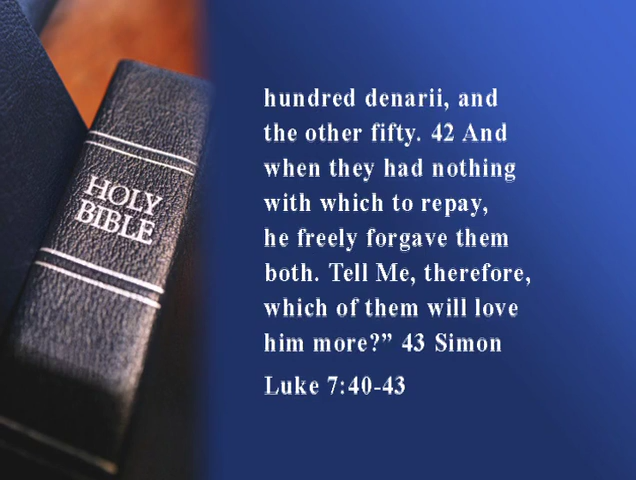 HOLY
BIBLE
hundred denarii, and
the other fifty. 42 And
when they had nothing
with which to repay,
he freely forgave them
both. Tell Me, therefore,
which of them will love
him more?” 43 Simon
Luke 7:40-43